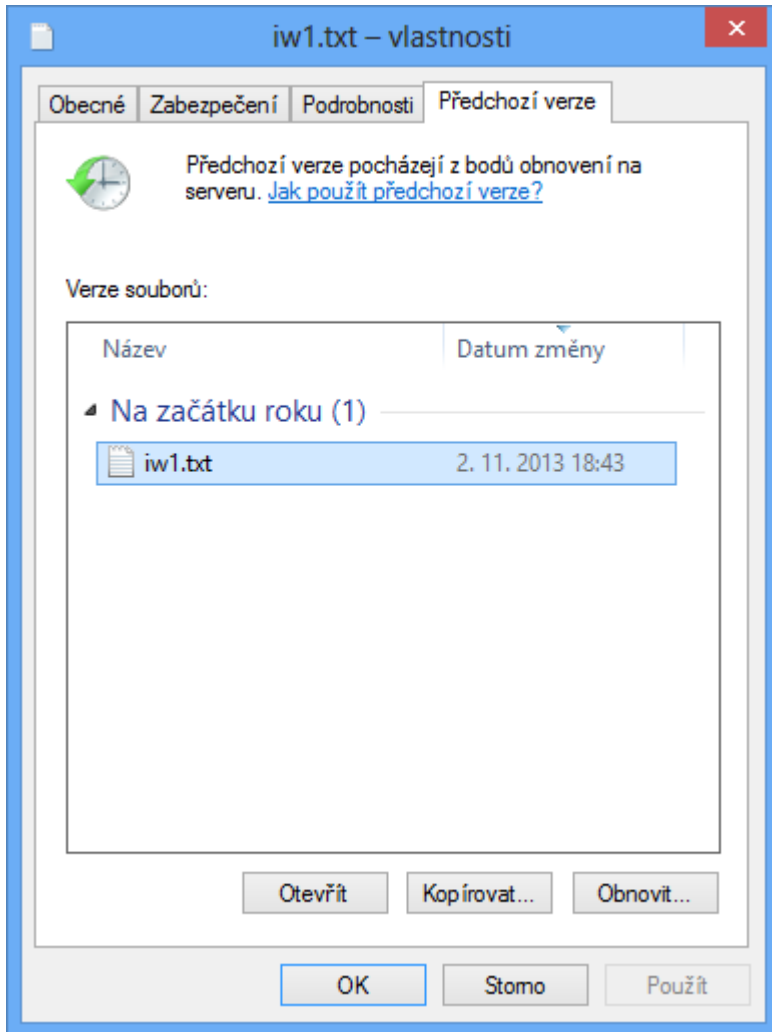 iw1.txt – vlastnosti
Obecné Zabezpečení Podrobnosti Předchozí verze
Předchozí verze pocházejí z bodů obnovení na
serveru. Jak použít předchozí verze?
Verze souborů:
Název Datum změny
Na začátku roku (1)
iw1.txt 2. 11. 2013 18:43
Otevřít Kopírovat... Obnovit...
OK Storno Použít